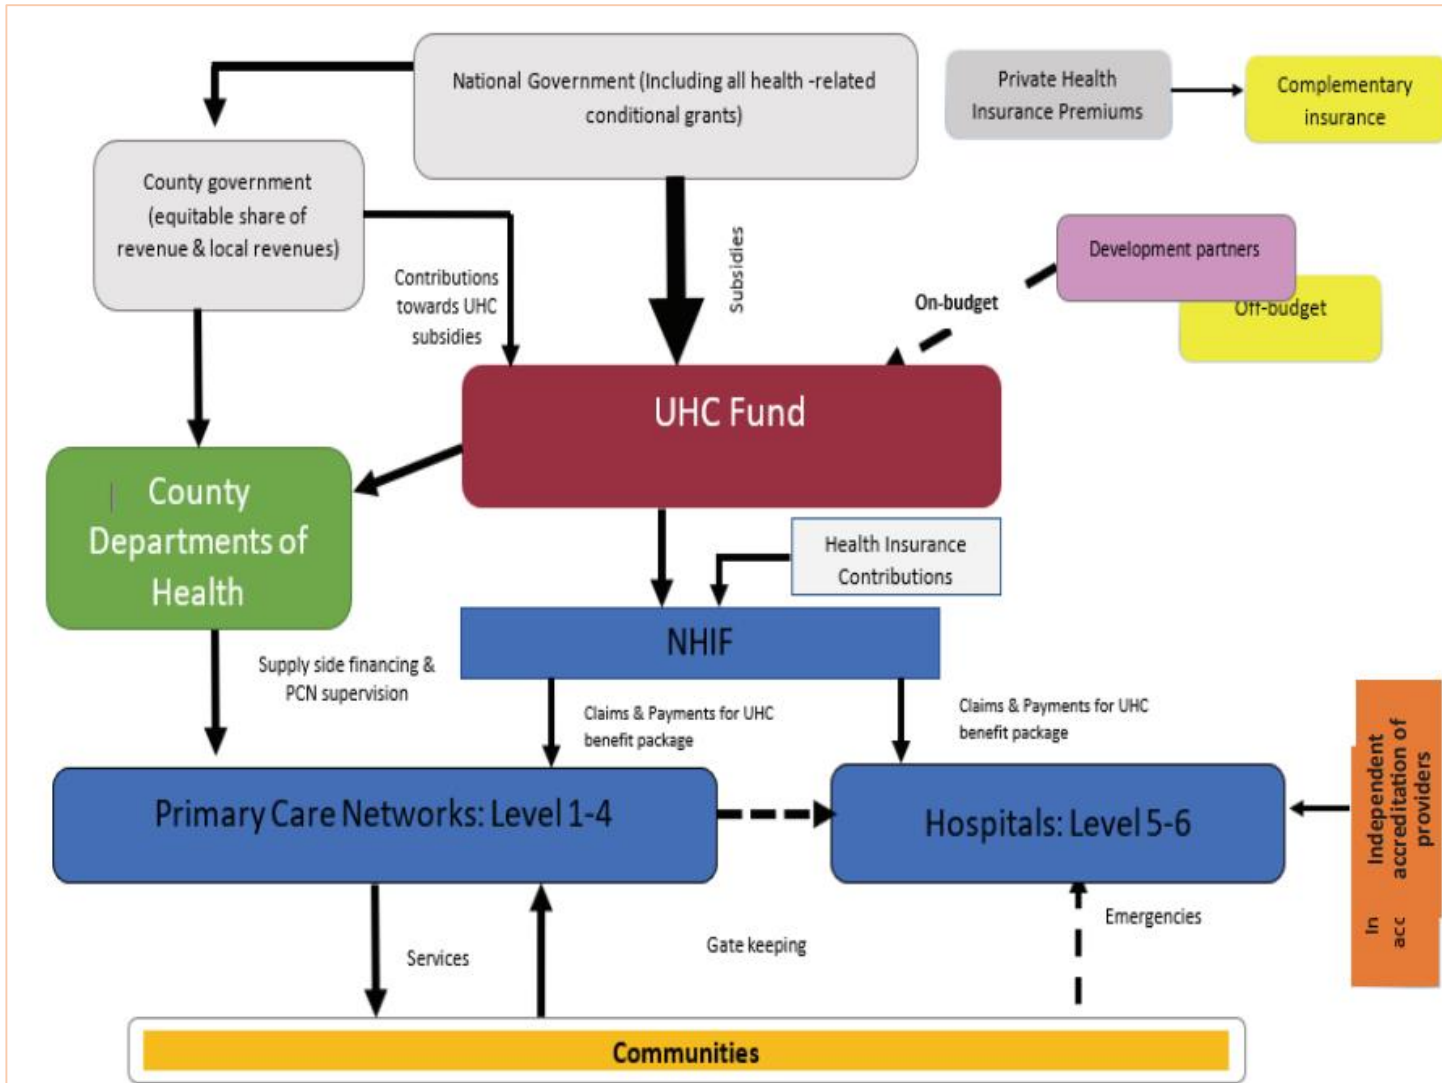 National Government (Including all health -related
conditional grants)
Private Health
Insurance Premiums
Complementary
insurance
County government
(equitable share of
revenue & local revenues)
Contributions
towards UHC
subsidies
Subsidies
On-budget
Development partners
Off-budget
UHC Fund
County
Departments of
Health
Health Insurance
Contributions
NHIF
Supply side financing &
PCN supervision
Claims & Payments for UHC
benefit package
Claims & Payments for UHC
benefit package
Primary Care Networks: Level 1-4
Hospitals: Level 5-6
Independent
accreditation of
providers
In
acc
Services
Gate keeping
Emergencies
Communities